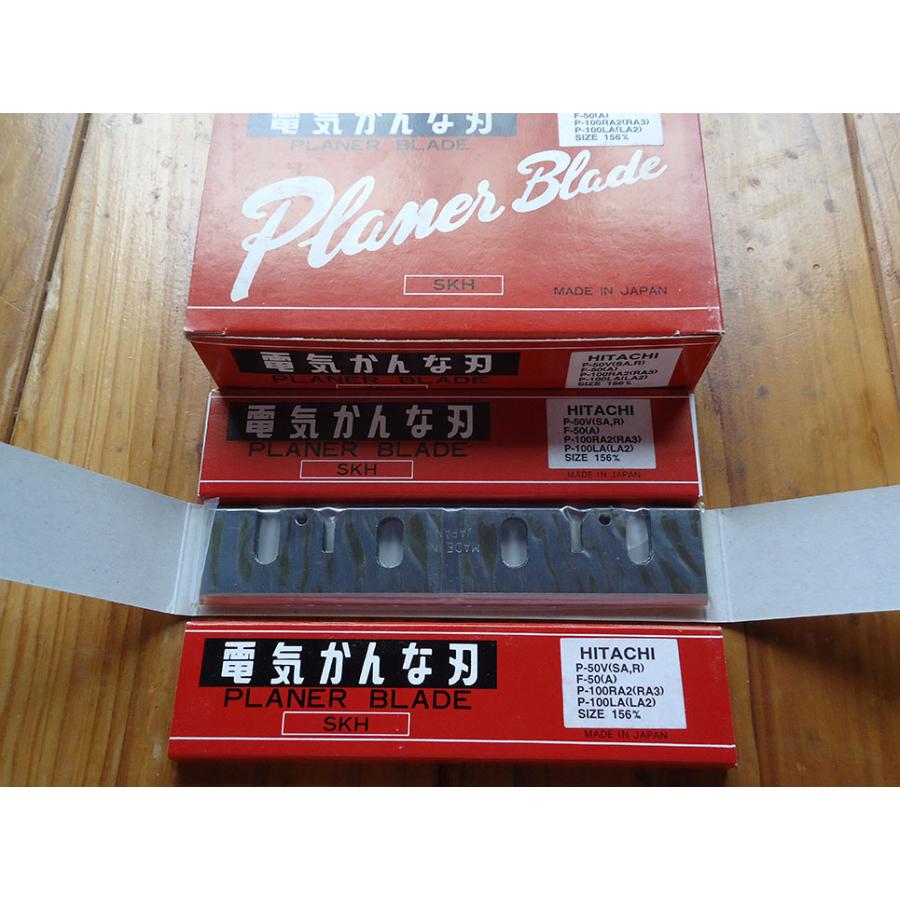 電気かんな刃
PLANER BLADE
F-50(A)
P-100RA2(RA3)
P-100LA(LA2)
SIZE 156%
Planer Blade
SKH
MADE IN JAPAN
電気かんな刃
PLANER BLADE
HITACHI
P-50V(SA,R)
F-50(A)
P-100RA2(RA3)
P-100LA(LA2)
SIZE 156%
電気かんな刃
PLANER BLADE
SKH
HITACHI
P-50V(SA,R)
F-50(A)
P-100RA2(RA3)
P-100LA(LA2)
SIZE 156%
MADE IN JAPAN
MADE IN
JAPAN
電気かんな刃
PLANER BLADE
SKH
HITACHI
P-50V(SA,R)
F-50(A)
P-100RA2(RA3)
P-100LA(LA2)
SIZE 156%
MADE IN JAPAN